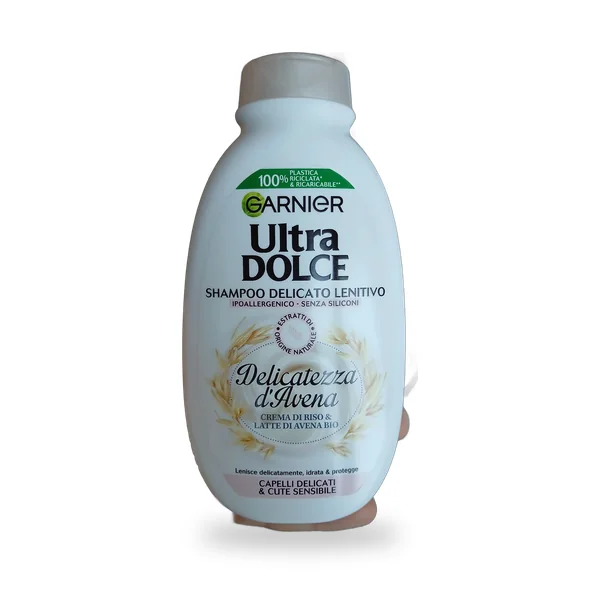 100% PLASTICA
RICICLATA*
& RICARICABILE**
GARNIER
Ultra
DOLCE
SHAMPOO DELICATO LENITIVO
IPOALLERGENICO - SENZA SILICONI
ESTRATTI DI
ORIGINE NATURALE
Delicatezza
d'Avena
CREMA DI RISO &
LATTE DI AVENA BIO
Lenisce delicatamente, idrata & protegge
CAPELLI DELICATI
& CUTE SENSIBILE